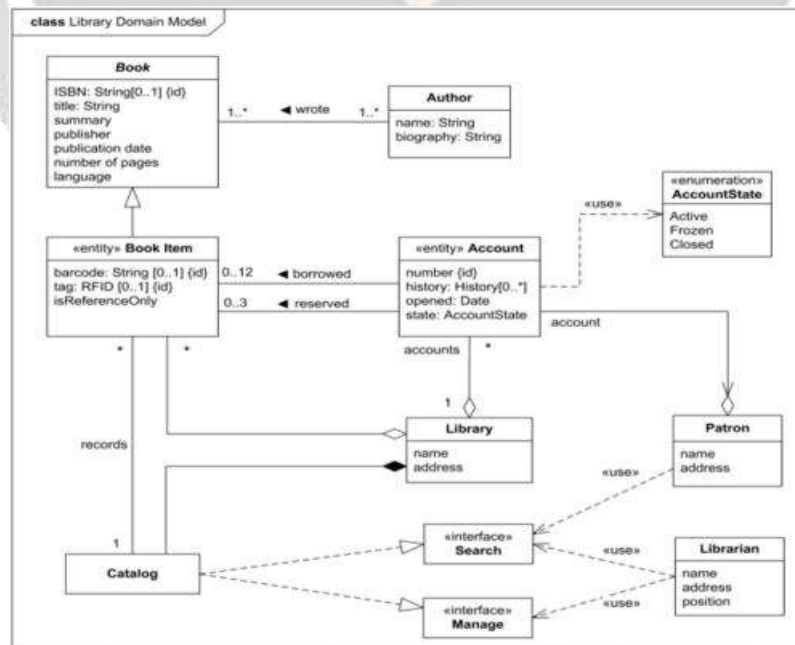 class Library Domain Model
Book
ISBN: String[0..1] {id}
title: String
summary
publisher
publication date
number of pages
language
1..*
◄ wrote
1..*
Author
name: String
biography: String
«enumeration»
AccountState
Active
Frozen
Closed
«use»
«entity» Book Item
barcode: String [0..1] {id}
tag: RFID [0..1] {id}
isReferenceOnly
0..12
◄ borrowed
0..3
◄ reserved
«entity» Account
number {id}
history: History[0..*]
opened: Date
state: AccountState
account
accounts
*
*
*
1
Library
name
address
Patron
name
address
records
«use»
1
Catalog
«interface»
Search
«use»
«use»
«interface»
Manage
Librarian
name
address
position